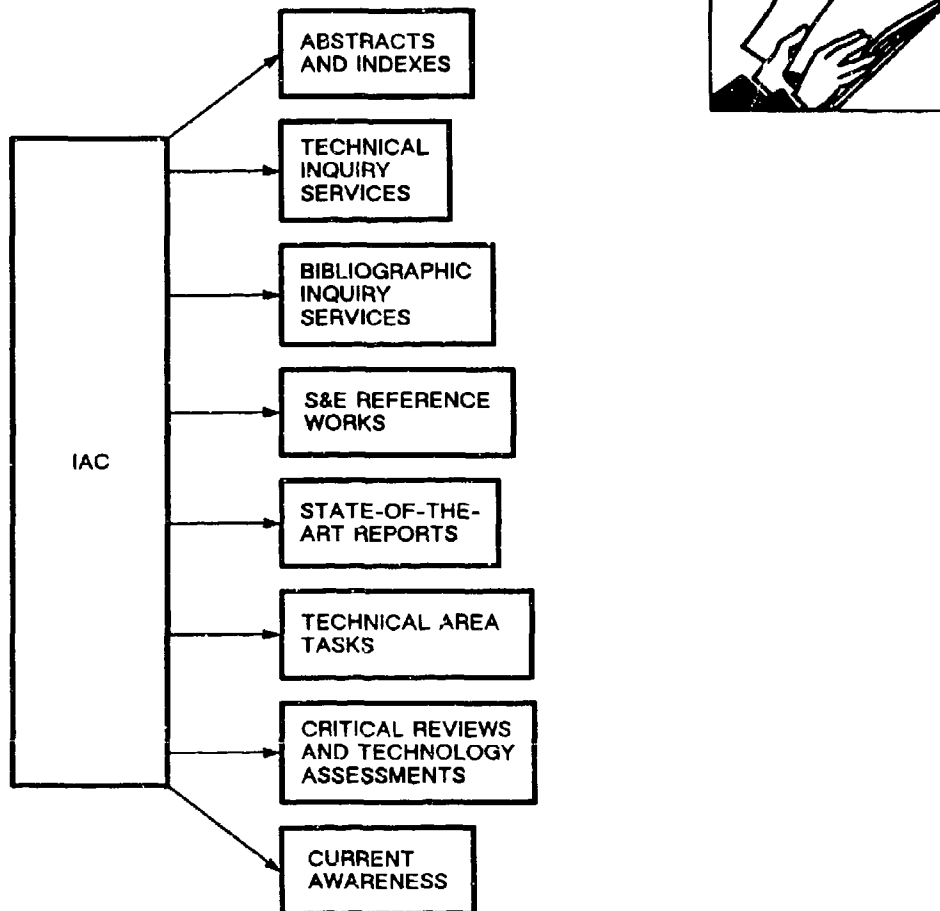 ABSTRACTS
AND INDEXES
TECHNICAL
INQUIRY
SERVICES
BIBLIOGRAPHIC
INQUIRY
SERVICES
S&E REFERENCE
WORKS
IAC
STATE-OF-THE-
ART REPORTS
TECHNICAL AREA
TASKS
CRITICAL REVIEWS
AND TECHNOLOGY
ASSESSMENTS
CURRENT
AWARENESS